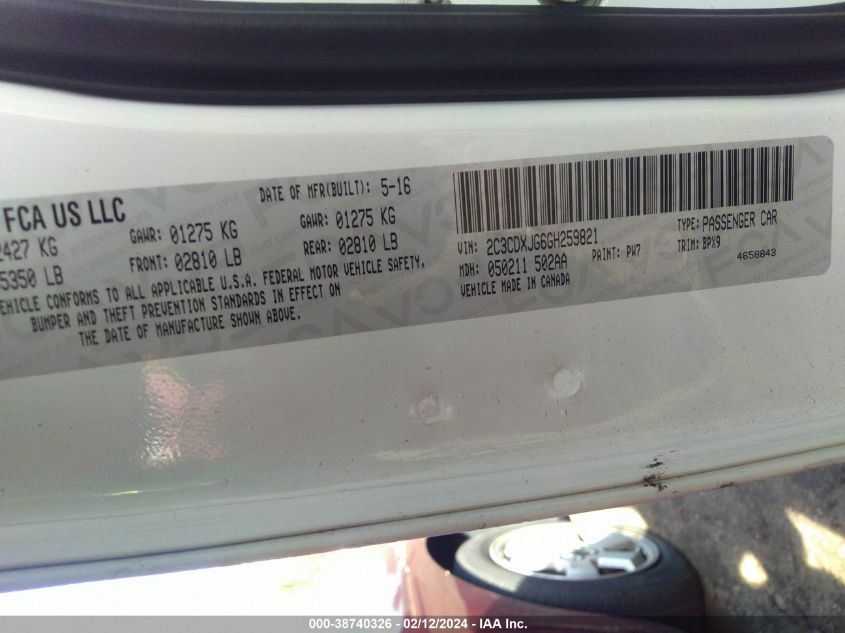 FCA US LLC
DATE OF MFR(BUILT): 5-16
2427 KG GAWR: 01275 KG GAWR: 01275 KG
5350 LB FRONT: 02810 LB REAR: 02810 LB
VEHICLE CONFORMS TO ALL APPLICABLE U.S.A. FEDERAL MOTOR VEHICLE SAFETY,
BUMPER AND THEFT PREVENTION STANDARDS IN EFFECT ON
THE DATE OF MANUFACTURE SHOWN ABOVE.
VIN: 2C3CDXJG6GH259821 TYPE: PASSENGER CAR
MDH: 050211 502AA PAINT: PW7 TRIM: BPX9
VEHICLE MADE IN CANADA 4658843
000-38740326 - 02/12/2024 - IAA Inc.